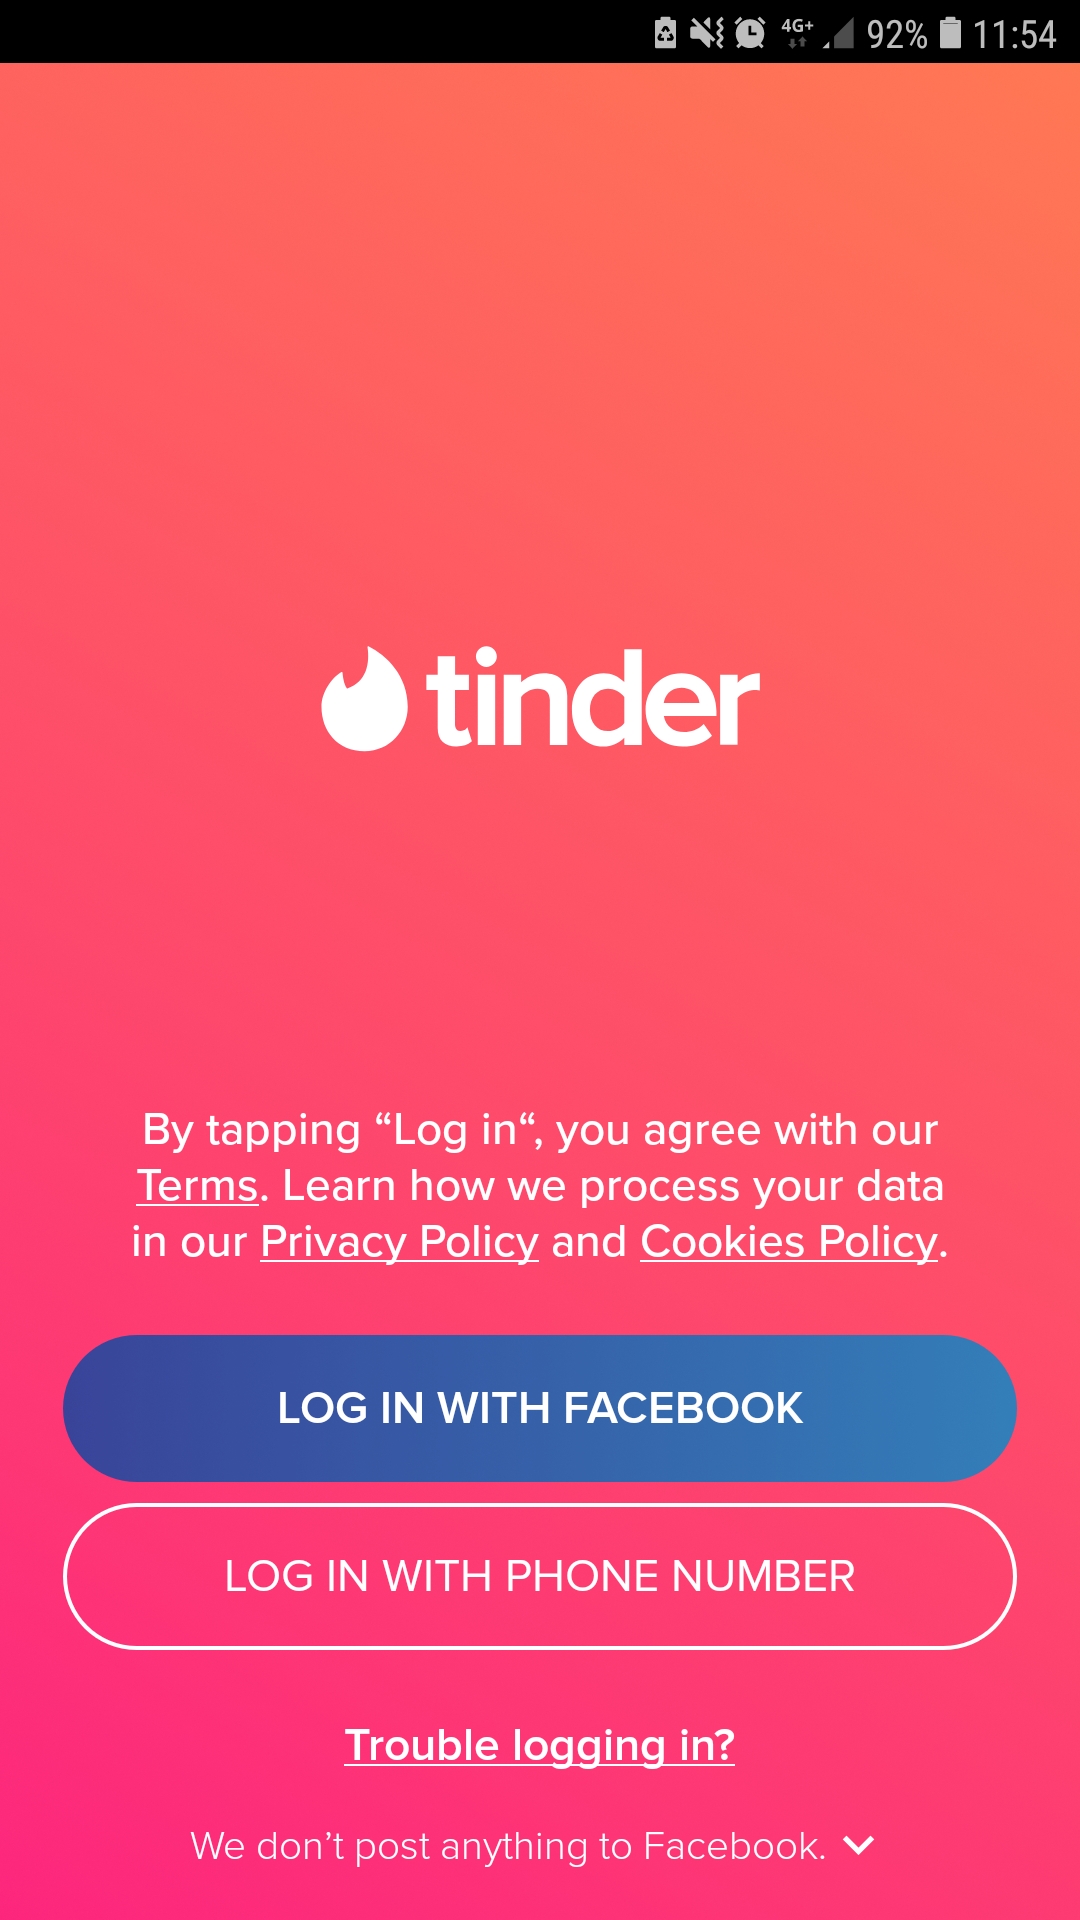 4G+ 92% 11:54
tinder
By tapping “Log in“, you agree with our
Terms. Learn how we process your data
in our Privacy Policy and Cookies Policy.
LOG IN WITH FACEBOOK
LOG IN WITH PHONE NUMBER
Trouble logging in?
We don’t post anything to Facebook.